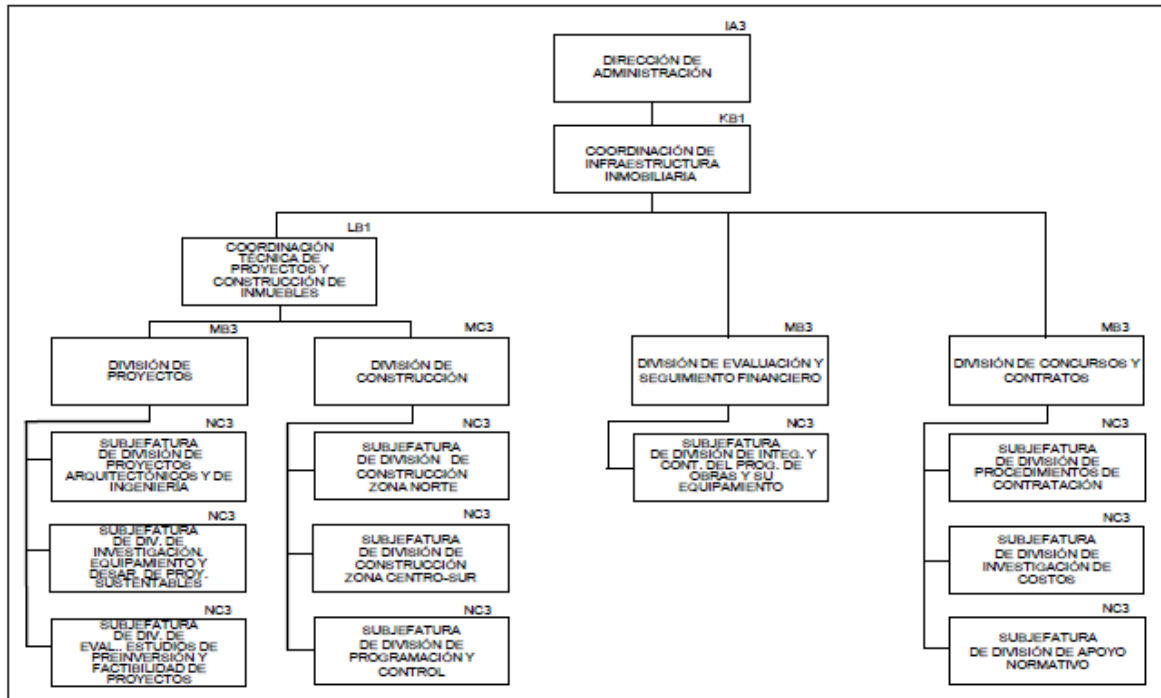 IA3
DIRECCIÓN DE
ADMINISTRACIÓN
KB1
COORDINACIÓN DE
INFRAESTRUCTURA
INMOBILIARIA
LB1
COORDINACIÓN
TÉCNICA DE
PROYECTOS Y
CONSTRUCCIÓN DE
INMUEBLES
MB3
DIVISIÓN DE
PROYECTOS
MC3
DIVISIÓN DE
CONSTRUCCIÓN
MB3
DIVISIÓN DE EVALUACIÓN Y
SEGUIMIENTO FINANCIERO
MB3
DIVISIÓN DE CONCURSOS Y
CONTRATOS
NC3
SUBJEFATURA
DE DIVISIÓN DE
PROYECTOS
ARQUITECTÓNICOS Y DE
INGENIERÍA
NC3
SUBJEFATURA
DE DIVISIÓN DE
CONSTRUCCIÓN
ZONA NORTE
NC3
SUBJEFATURA
DE DIVISIÓN DE INTEG. Y
CONT. DEL PROG. DE
OBRAS Y SU
EQUIPAMIENTO
NC3
SUBJEFATURA
DE DIVISIÓN DE
PROCEDIMIENTOS DE
CONTRATACIÓN
NC3
SUBJEFATURA
DE DIV. DE
INVESTIGACIÓN.
EQUIPAMIENTO Y
DESAR. DE PROY.
SUSTENTABLES
NC3
SUBJEFATURA
DE DIVISIÓN DE
CONSTRUCCIÓN
ZONA CENTRO-SUR
NC3
SUBJEFATURA
DE DIVISIÓN DE
INVESTIGACIÓN DE
COSTOS
NC3
SUBJEFATURA
DE DIV. DE
EVAL.. ESTUDIOS DE
PREINVERSIÓN Y
FACTIBILIDAD DE
PROYECTOS
NC3
SUBJEFATURA
DE DIVISIÓN DE
PROGRAMACIÓN Y
CONTROL
NC3
SUBJEFATURA
DE DIVISIÓN DE APOYO
NORMATIVO